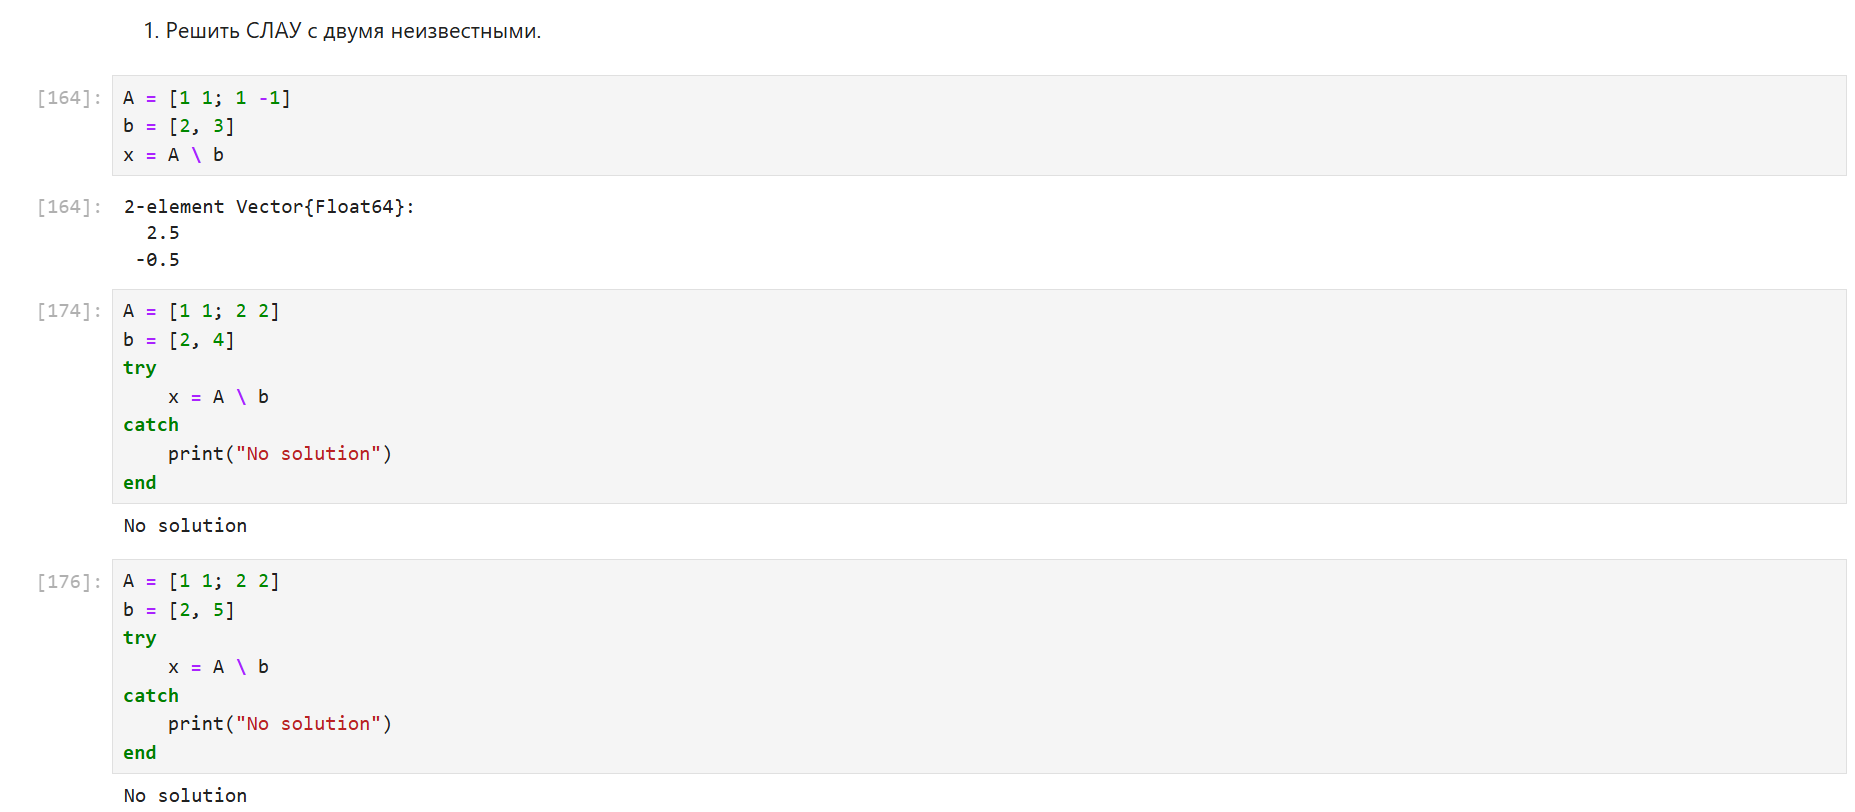 1. Решить СЛАУ с двумя неизвестными.
[164]: A = [1 1; 1 -1]
b = [2, 3]
x = A \ b
[164]: 2-element Vector{Float64}:
2.5
-0.5
[174]: A = [1 1; 2 2]
b = [2, 4]
try
x = A \ b
catch
print("No solution")
end
No solution
[176]: A = [1 1; 2 2]
b = [2, 5]
try
x = A \ b
catch
print("No solution")
end
No solution